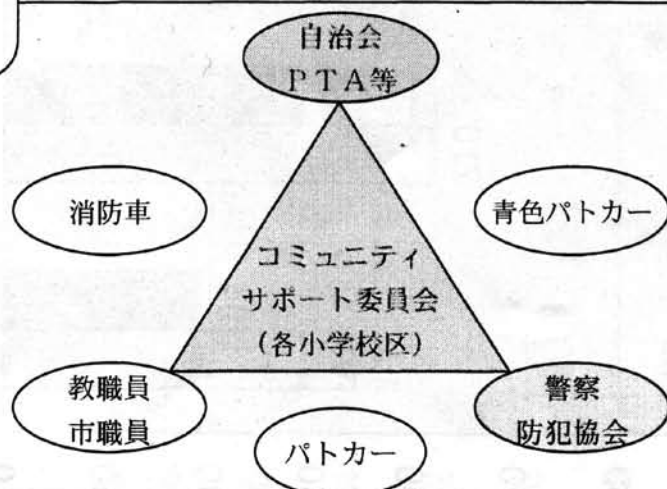 自治会
PTA等
消防車
青色パトカー
コミュニティ
サポート委員会
(各小学校区)
教職員
市職員
警察
防犯協会
パトカー